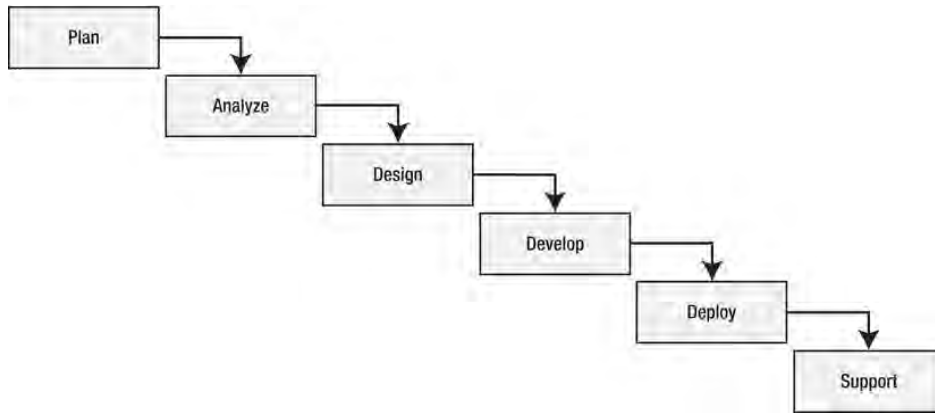 Plan
Analyze
Design
Develop
Deploy
Support